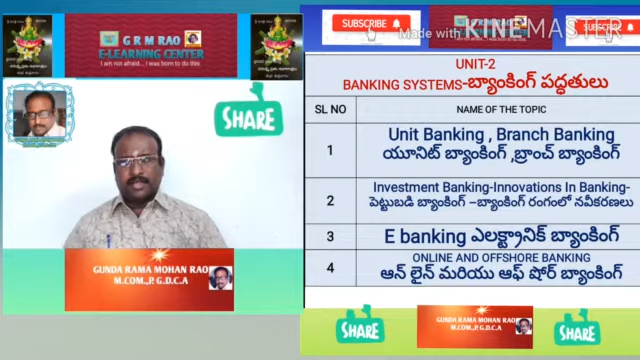 G R M RAO
E-LEARNING CENTER
I am not afraid... I was born to do this
SHARE
GUNDA RAMA MOHAN RAO
M.COM.,P.G.D.C.A
SUBSCRIBE
G R M RAO
SUBSCRIBE
Made with KINEMASTER
UNIT-2
BANKING SYSTEMS-బ్యాంకింగ్ పద్ధతులు
SL NO NAME OF THE TOPIC
1 Unit Banking , Branch Banking
యూనిట్ బ్యాంకింగ్ ,బ్రాంచ్ బ్యాంకింగ్
2 Investment Banking-Innovations In Banking-
పెట్టుబడి బ్యాంకింగ్ –బ్యాంకింగ్ రంగంలో నవీకరణలు
3 E banking ఎలక్ట్రానిక్ బ్యాంకింగ్
4 ONLINE AND OFFSHORE BANKING
ఆన్ లైన్ మరియు ఆఫ్ షోర్ బ్యాంకింగ్
SHARE
GUNDA RAMA MOHAN RAO
M.COM.,P.G.D.C.A
SHARE